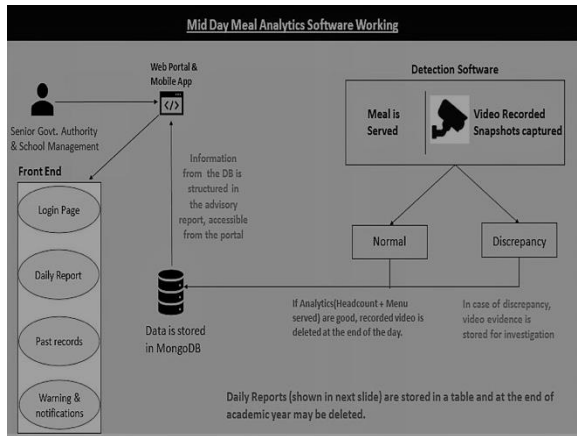 Mid Day Meal Analytics Software Working
Web Portal &
Mobile App
Senior Govt. Authority
& School Management
Front End
Login Page
Daily Report
Past records
Warning &
notifications
Information
from the DB is
structured in
the advisory
report, accessible
from the portal
Data is stored
in MongoDB
Detection Software
Meal is
Served
Video Recorded
Snapshots captured
Normal
Discrepancy
If Analytics(Headcount + Menu
served) are good, recorded video is
deleted at the end of the day.
In case of discrepancy,
video evidence is
stored for investigation
Daily Reports (shown in next slide) are stored in a table and at the end of
academic year may be deleted.